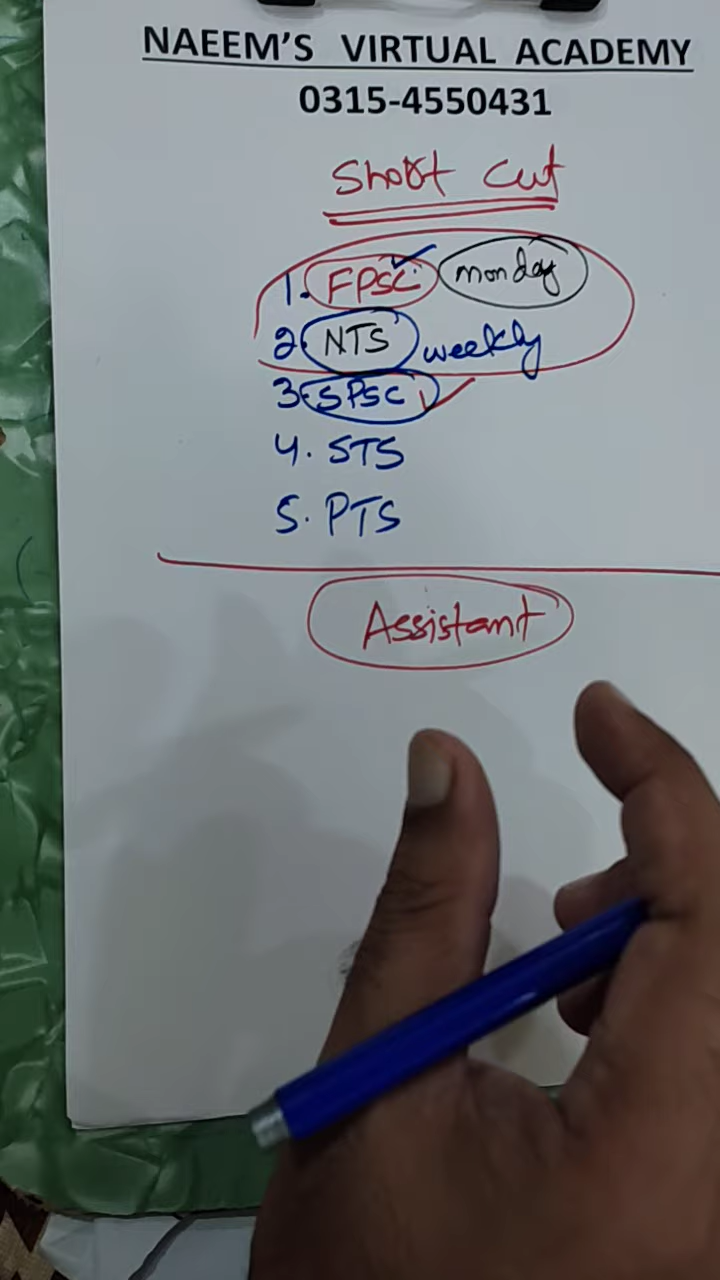 NAEEM'S VIRTUAL ACADEMY
0315-4550431
Short Cut
1. FPSC monday
2. NTS weekly
3. SPSC
4. STS
5. PTS
Assistant